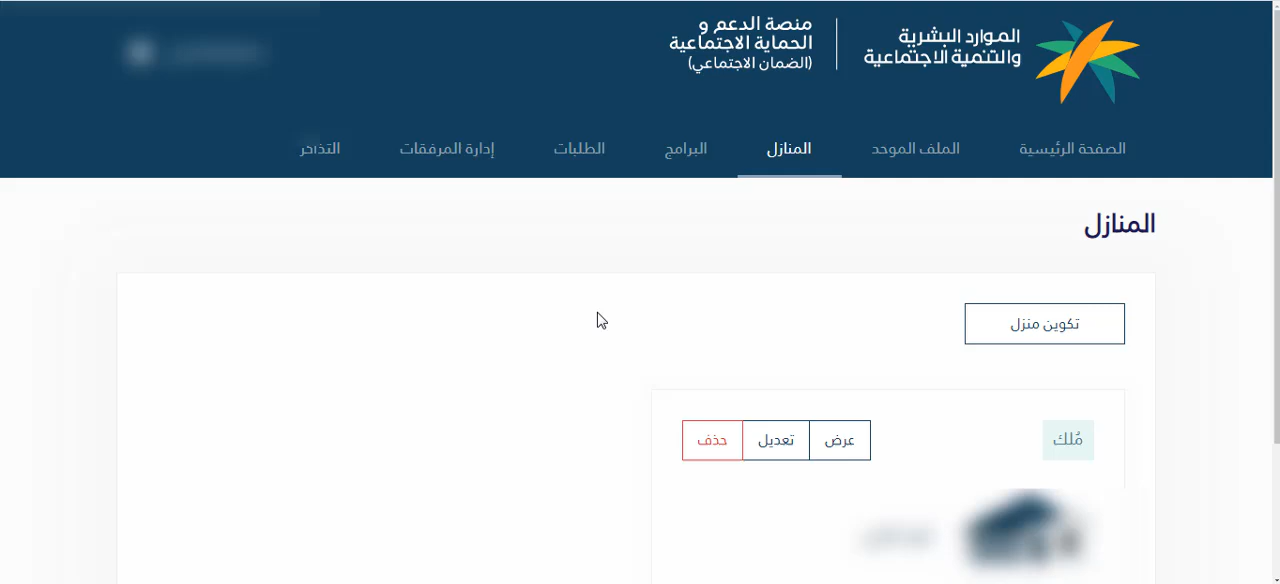 الموارد البشرية
والتنمية الاجتماعية
منصة الدعم و
الحماية الاجتماعية
(الضمان الاجتماعي)
الصفحة الرئيسية
الملف الموحد
المنازل
البرامج
الطلبات
إدارة المرفقات
التذاكر
المنازل
تكوين منزل
مُلك
عرض
تعديل
حذف